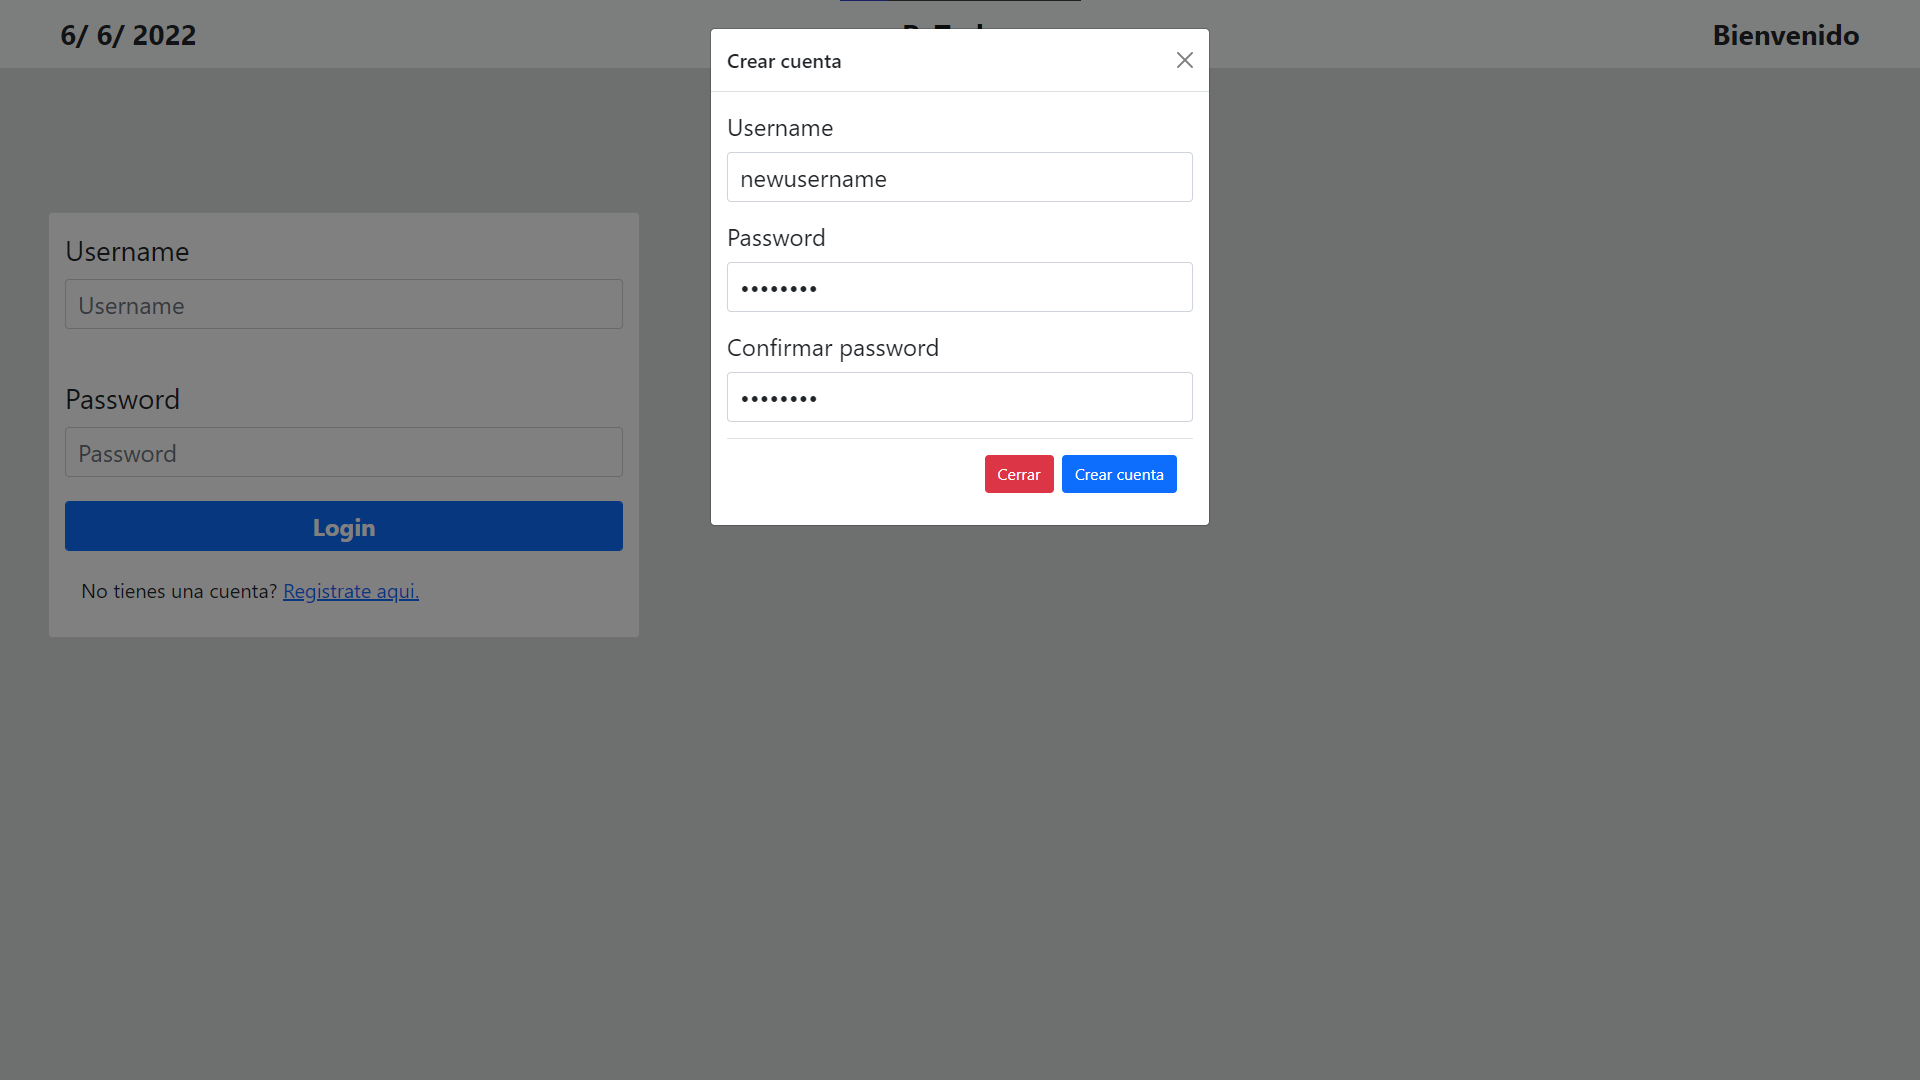 6/ 6/ 2022
Bienvenido
Crear cuenta
Username
newusername
Password
••••••••
Confirmar password
••••••••
Cerrar
Crear cuenta
Username
Username
Password
Password
Login
No tienes una cuenta? Registrate aqui.